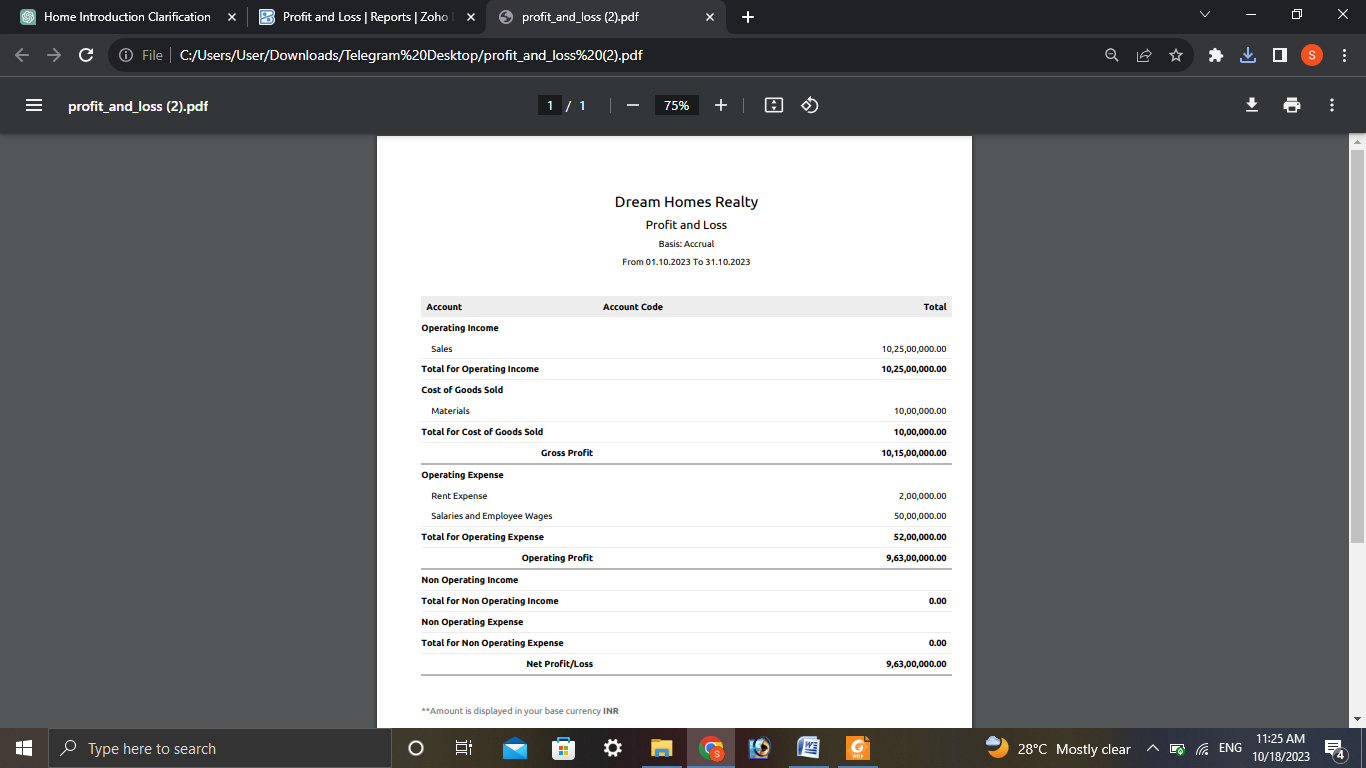 Home Introduction Clarification
Profit and Loss | Reports | Zoho
profit_and_loss (2).pdf
File
C:/Users/User/Downloads/Telegram%20Desktop/profit_and_loss%20(2).pdf
S
profit_and_loss (2).pdf
1 / 1
75%
Dream Homes Realty
Profit and Loss
Basis: Accrual
From 01.10.2023 To 31.10.2023
Account Account Code Total
Operating Income
Sales 10,25,00,000.00
Total for Operating Income 10,25,00,000.00
Cost of Goods Sold
Materials 10,00,000.00
Total for Cost of Goods Sold 10,00,000.00
Gross Profit 10,15,00,000.00
Operating Expense
Rent Expense 2,00,000.00
Salaries and Employee Wages 50,00,000.00
Total for Operating Expense 52,00,000.00
Operating Profit 9,63,00,000.00
Non Operating Income
Total for Non Operating Income 0.00
Non Operating Expense
Total for Non Operating Expense 0.00
Net Profit/Loss 9,63,00,000.00
**Amount is displayed in your base currency INR
Type here to search
28°C Mostly clear
ENG
11:25 AM
10/18/2023
4